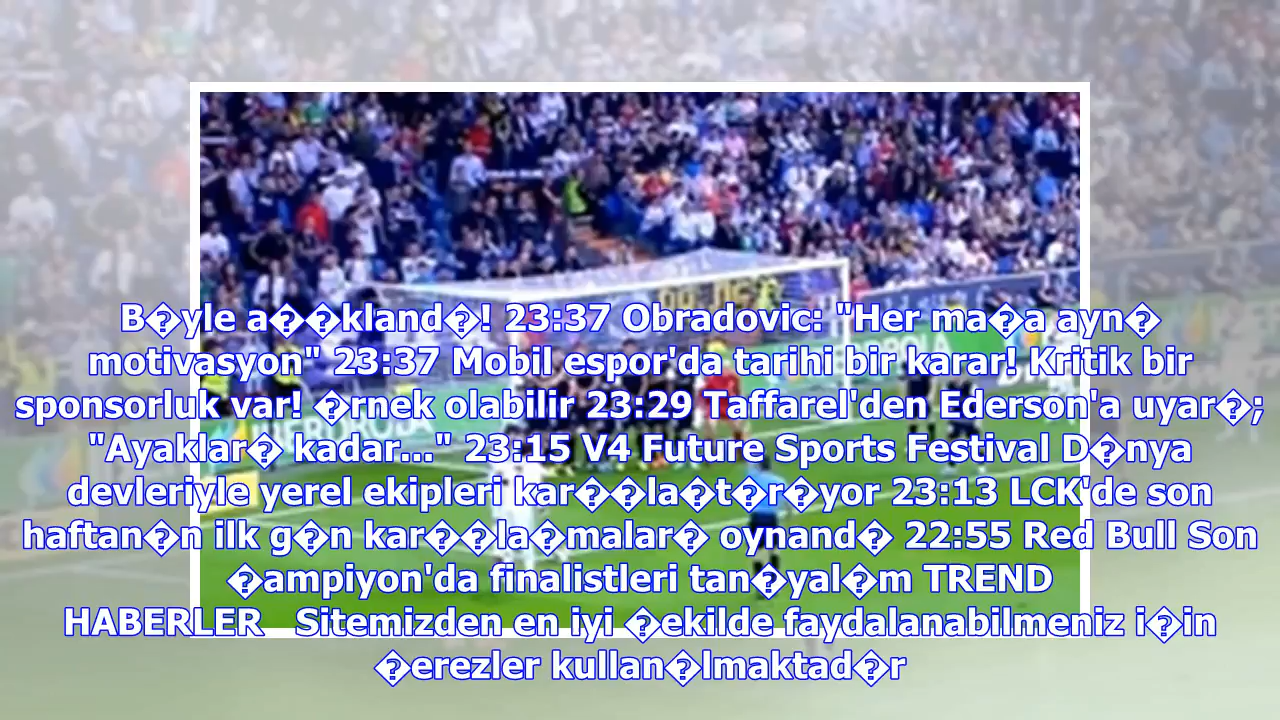 B�yle a��kland�! 23:37 Obradovic: "Her ma�a ayn�
motivasyon" 23:37 Mobil espor'da tarihi bir karar! Kritik bir
sponsorluk var! �rnek olabilir 23:29 Taffarel'den Ederson'a uyar�;
"Ayaklar� kadar..." 23:15 V4 Future Sports Festival D�nya
devleriyle yerel ekipleri kar��la�t�r�yor 23:13 LCK'de son
haftan�n ilk g�n kar��la�malar� oynand� 22:55 Red Bull Son
�ampiyon'da finalistleri tan�yal�m TREND
HABERLER   Sitemizden en iyi �ekilde faydalanabilmeniz i�in
�erezler kullan�lmaktad�r
IBERDROLA